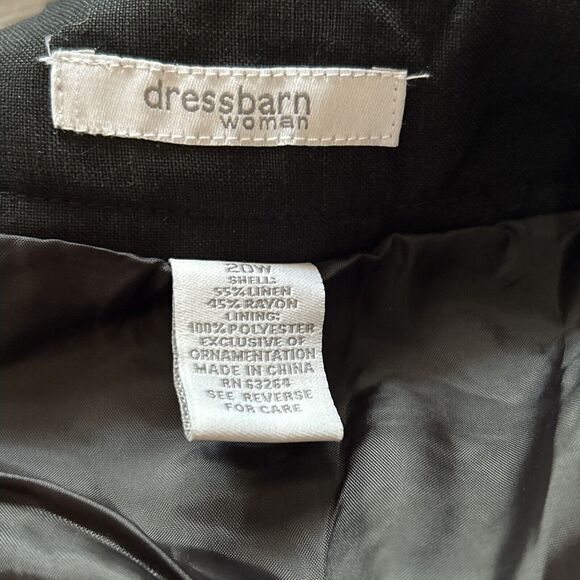 dressbarn
woman
20W
SHELL:
55% LINEN
45% RAYON
LINING:
100% POLYESTER
EXCLUSIVE OF
ORNAMENTATION
MADE IN CHINA
RN 63264
SEE REVERSE
FOR CARE